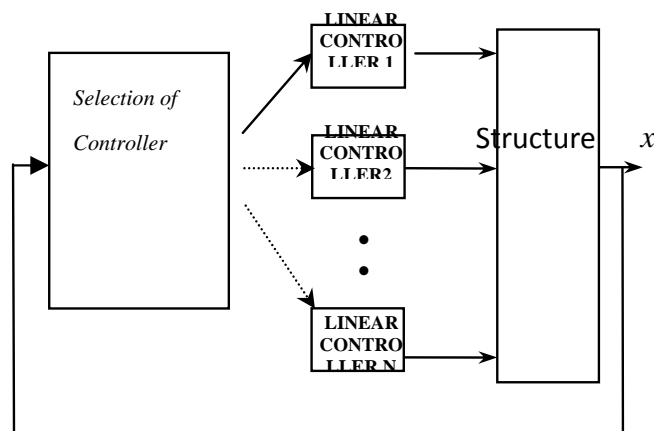 LINEAR
CONTRO
LLER 1
Selection of
Controller
LINEAR
CONTRO
LLER2
Structure
x
LINEAR
CONTRO
LLER N